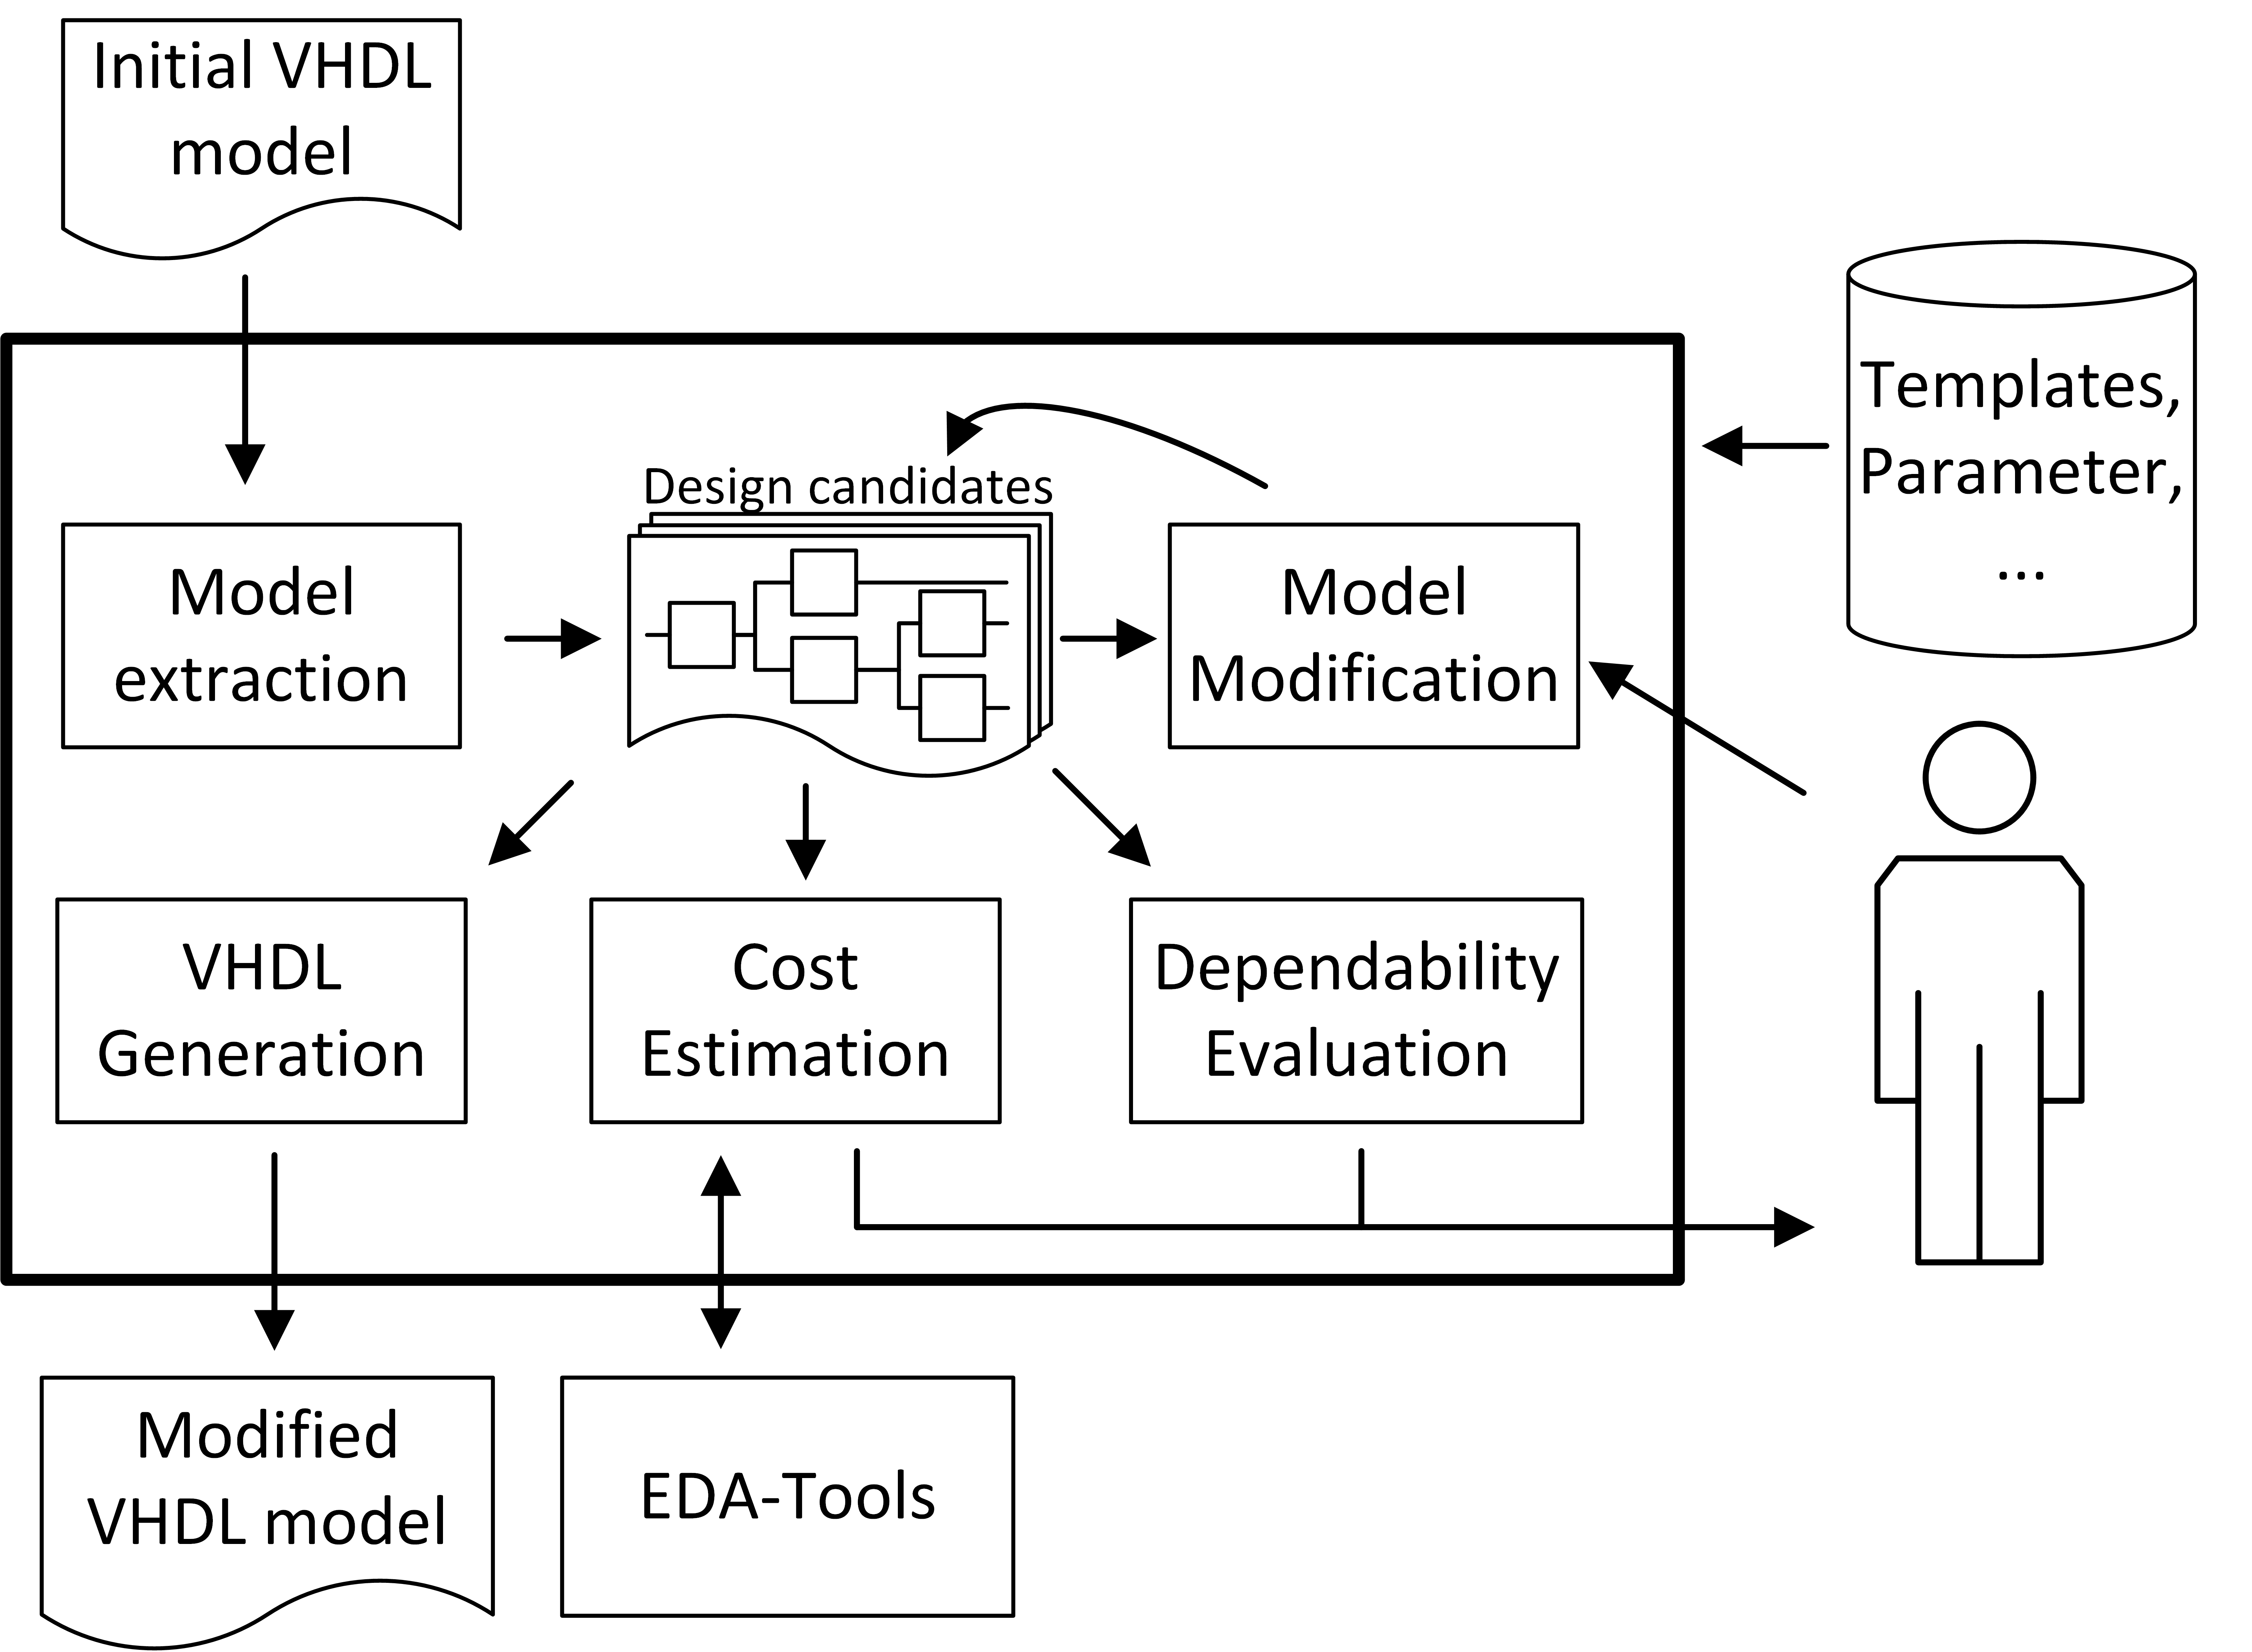 Initial VHDL
model
Templates,
Parameter,
...
Design candidates
Model
extraction
Model
Modification
VHDL
Generation
Cost
Estimation
Dependability
Evaluation
Modified
VHDL model
EDA-Tools